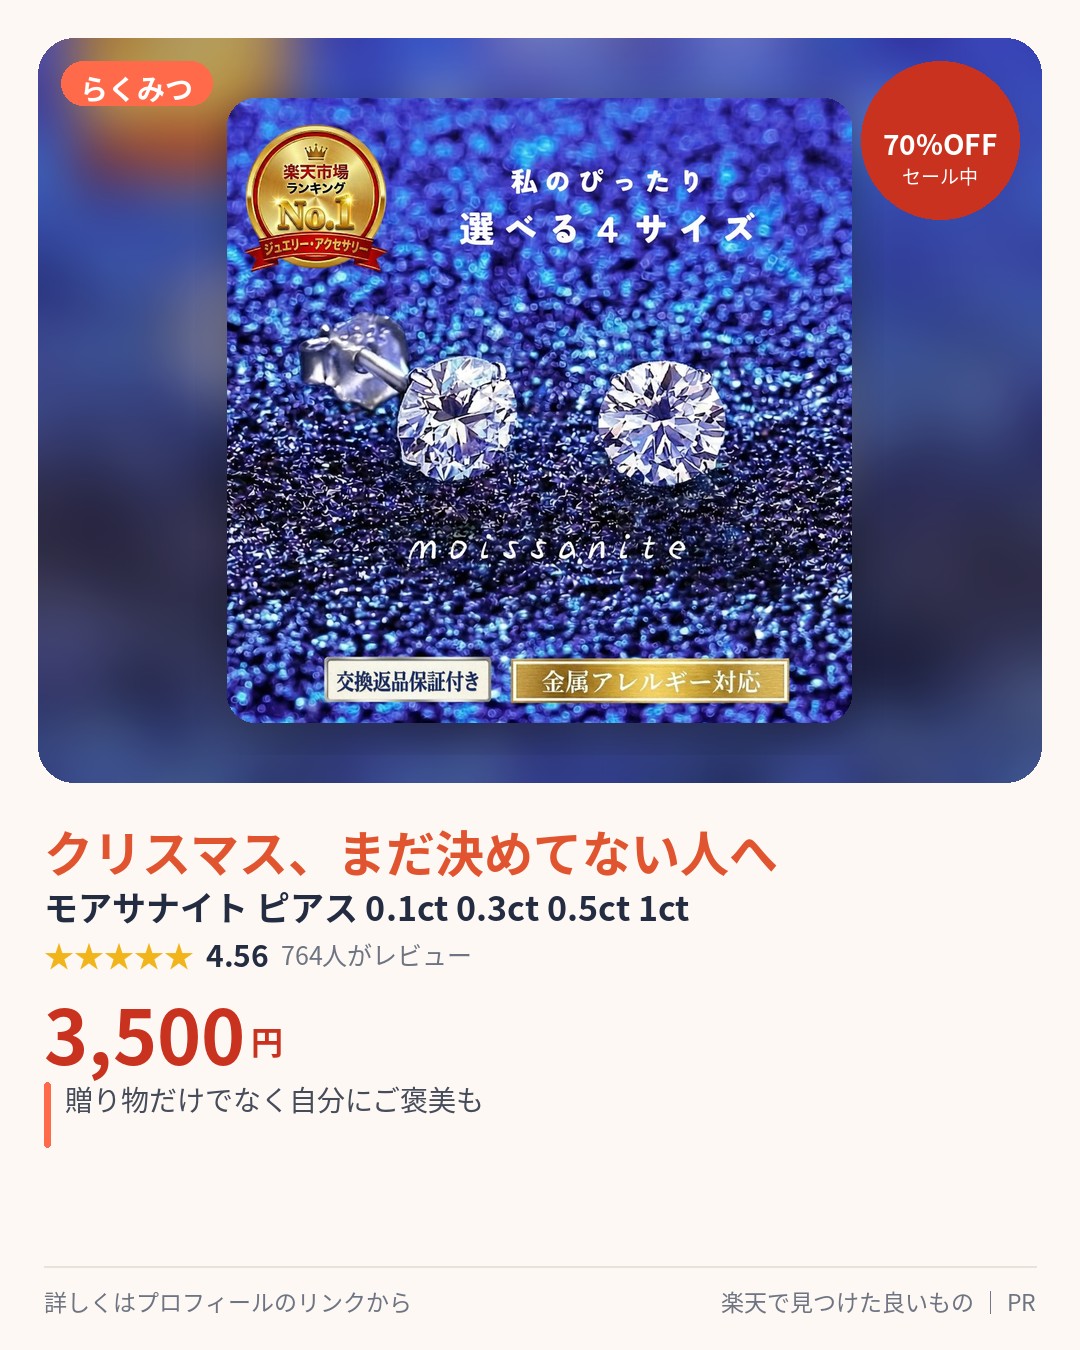 らくみつ
70%OFF
セール中
楽天市場
ランキング
No.1
ジュエリー・アクセサリー
私のぴったり
選べる4サイズ
moissanite
交換返品保証付き
金属アレルギー対応
クリスマス、まだ決めてない人へ
モアサナイト ピアス 0.1ct 0.3ct 0.5ct 1ct
★★★★★ 4.56 764人がレビュー
3,500円
贈り物だけでなく自分にご褒美も
詳しくはプロフィールのリンクから
楽天で見つけた良いもの | PR